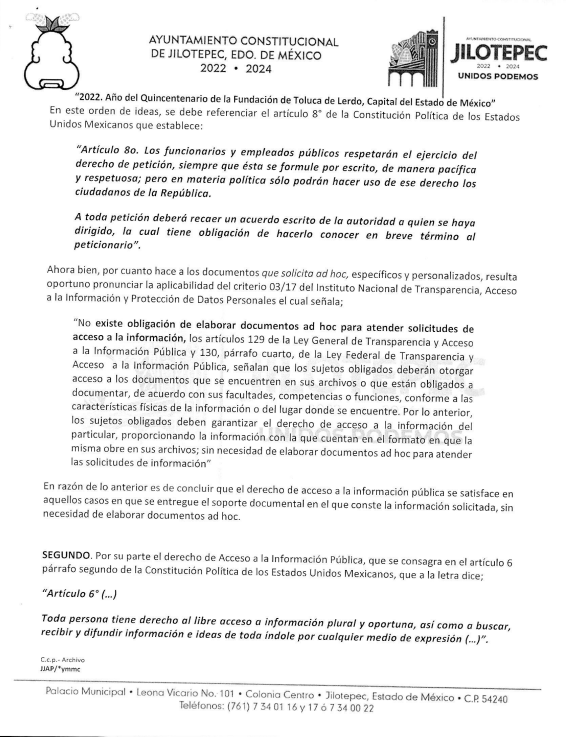 AYUNTAMIENTO CONSTITUCIONAL
DE JILOTEPEC, EDO. DE MÉXICO
2022 • 2024
AYUNTAMIENTO CONSTITUCIONAL
JILOTEPEC
2022 • 2024
UNIDOS PODEMOS
"2022. Año del Quincentenario de la Fundación de Toluca de Lerdo, Capital del Estado de México"
En este orden de ideas, se debe referenciar el artículo 8° de la Constitución Política de los Estados
Unidos Mexicanos que establece:
"Artículo 8o. Los funcionarios y empleados públicos respetarán el ejercicio del
derecho de petición, siempre que ésta se formule por escrito, de manera pacífica
y respetuosa; pero en materia política sólo podrán hacer uso de ese derecho los
ciudadanos de la República.
A toda petición deberá recaer un acuerdo escrito de la autoridad a quien se haya
dirigido, la cual tiene obligación de hacerlo conocer en breve término al
peticionario".
Ahora bien, por cuanto hace a los documentos que solicita ad hoc, específicos y personalizados, resulta
oportuno pronunciar la aplicabilidad del criterio 03/17 del Instituto Nacional de Transparencia, Acceso
a la Información y Protección de Datos Personales el cual señala;
"No existe obligación de elaborar documentos ad hoc para atender solicitudes de
acceso a la información, los artículos 129 de la Ley General de Transparencia y Acceso
a la Información Pública y 130, párrafo cuarto, de la Ley Federal de Transparencia y
Acceso a la Información Pública, señalan que los sujetos obligados deberán otorgar
acceso a los documentos que se encuentren en sus archivos o que están obligados a
documentar, de acuerdo con sus facultades, competencias o funciones, conforme a las
características físicas de la información o del lugar donde se encuentre. Por lo anterior,
los sujetos obligados deben garantizar el derecho de acceso a la información del
particular, proporcionando la información con la que cuentan en el formato en que la
misma obre en sus archivos; sin necesidad de elaborar documentos ad hoc para atender
las solicitudes de información"
En razón de lo anterior es de concluir que el derecho de acceso a la información pública se satisface en
aquellos casos en que se entregue el soporte documental en el que conste la información solicitada, sin
necesidad de elaborar documentos ad hoc.
SEGUNDO. Por su parte el derecho de Acceso a la Información Pública, que se consagra en el artículo 6
párrafo segundo de la Constitución Política de los Estados Unidos Mexicanos, que a la letra dice;
"Artículo 6° (...)
Toda persona tiene derecho al libre acceso a información plural y oportuna, así como a buscar,
recibir y difundir información e ideas de toda índole por cualquier medio de expresión (...)".
C.c.p.- Archivo
JJAP/*ymmc
Palacio Municipal • Leona Vicario No. 101 • Colonia Centro • Jilotepec, Estado de México • C.P. 54240
Teléfonos: (761) 7 34 01 16 y 17 ó 7 34 00 22